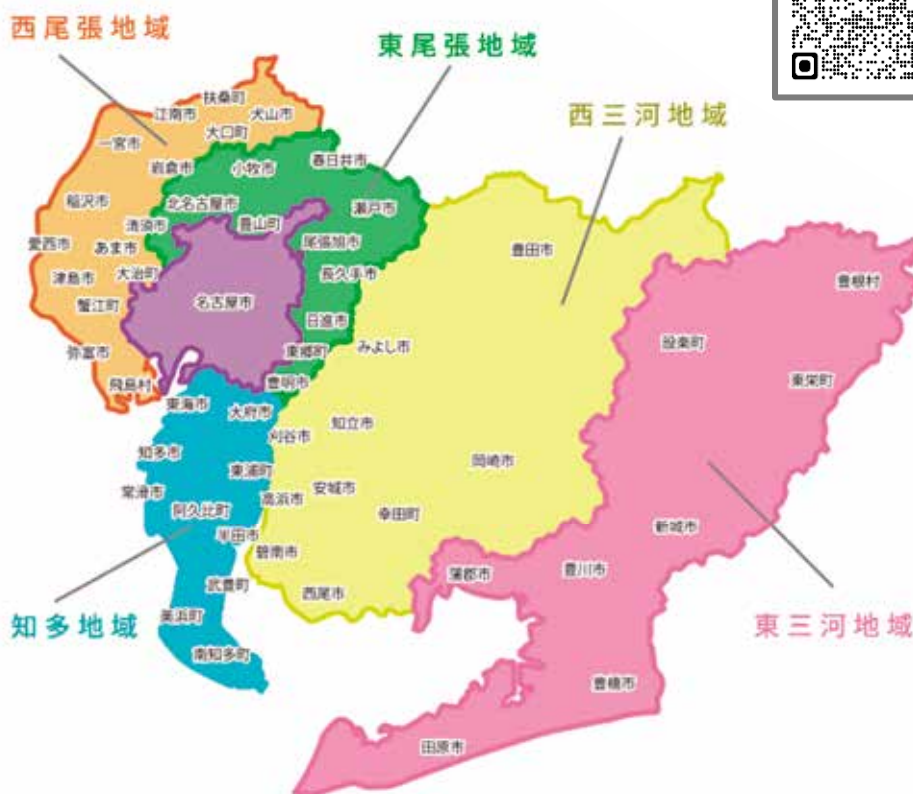 西尾張地域
東尾張地域
西三河地域
扶桑町
江南市
犬山市
大口町
一宮市
春日井市
岩倉市
小牧市
稲沢市
北名古屋市
瀬戸市
清須市
豊山町
愛西市
あま市
尾張旭市
豊田市
津島市
大治町
長久手市
豊根村
蟹江町
名古屋市
日進市
弥富市
東郷町
みよし市
設楽町
飛島村
豊明市
東栄町
東海市
大府市
刈谷市
知立市
知多市
東浦町
岡崎市
常滑市
高浜市
安城市
阿久比町
幸田町
半田市
新城市
碧南市
蒲郡市
豊川市
武豊町
西尾市
美浜町
知多地域
東三河地域
南知多町
豊橋市
田原市